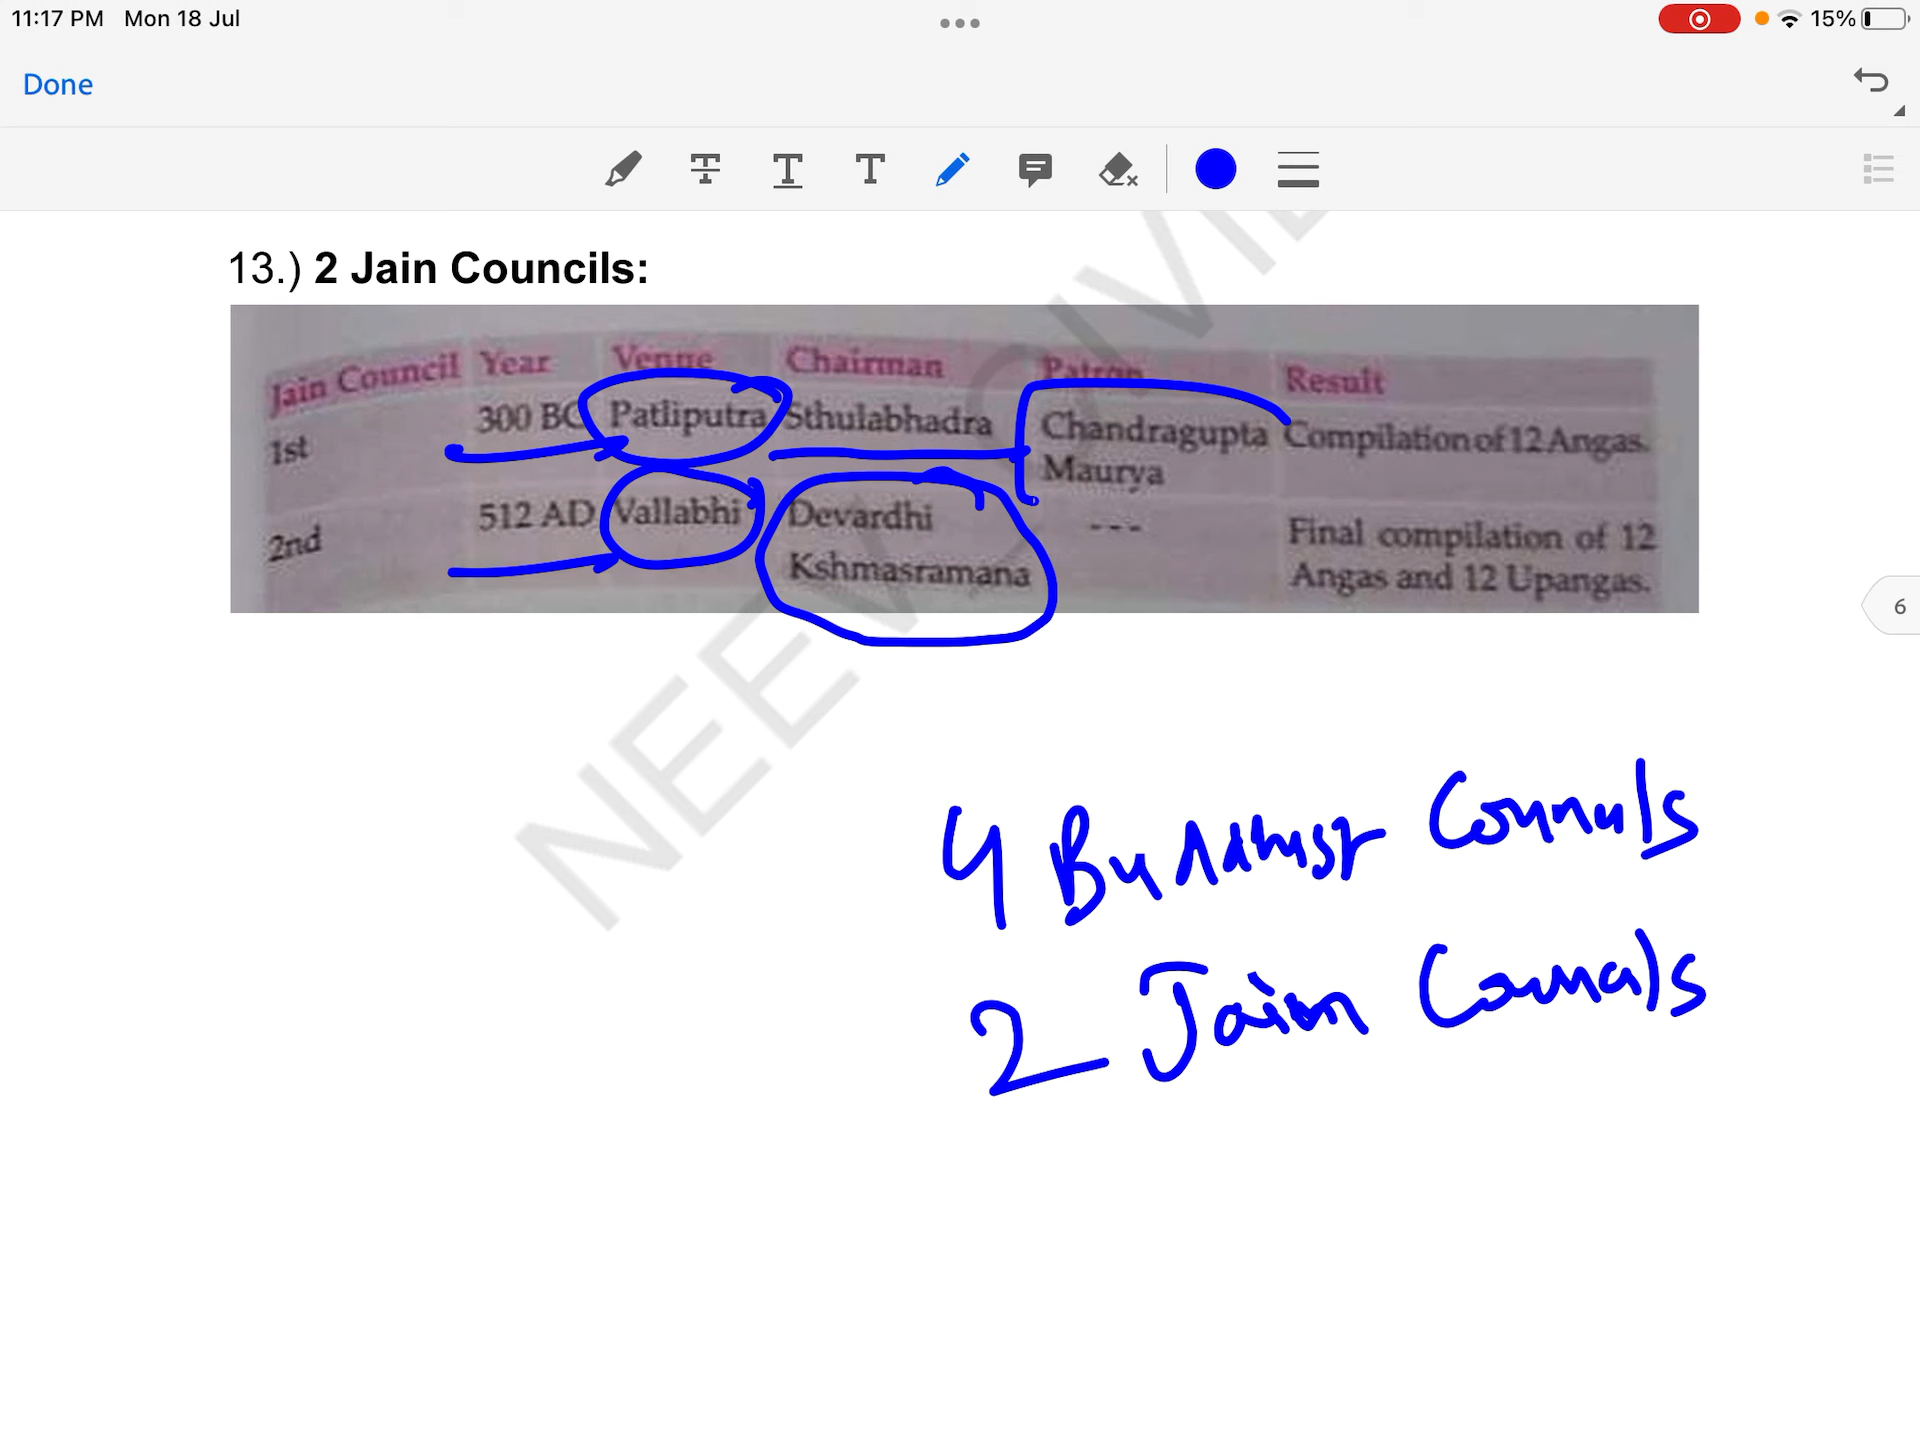 11:17 PM Mon 18 Jul
15%
Done
13.) 2 Jain Councils:
Jain Council Year Venue Chairman Patron Result
1st 300 BC Patliputra Sthulabhadra Chandragupta Maurya Compilation of 12 Angas.
2nd 512 AD Vallabhi Devardhi Kshmasramana --- Final compilation of 12 Angas and 12 Upangas.
6
4 Buddhist Councils
2 Jain Councils
NEEV CIVIL